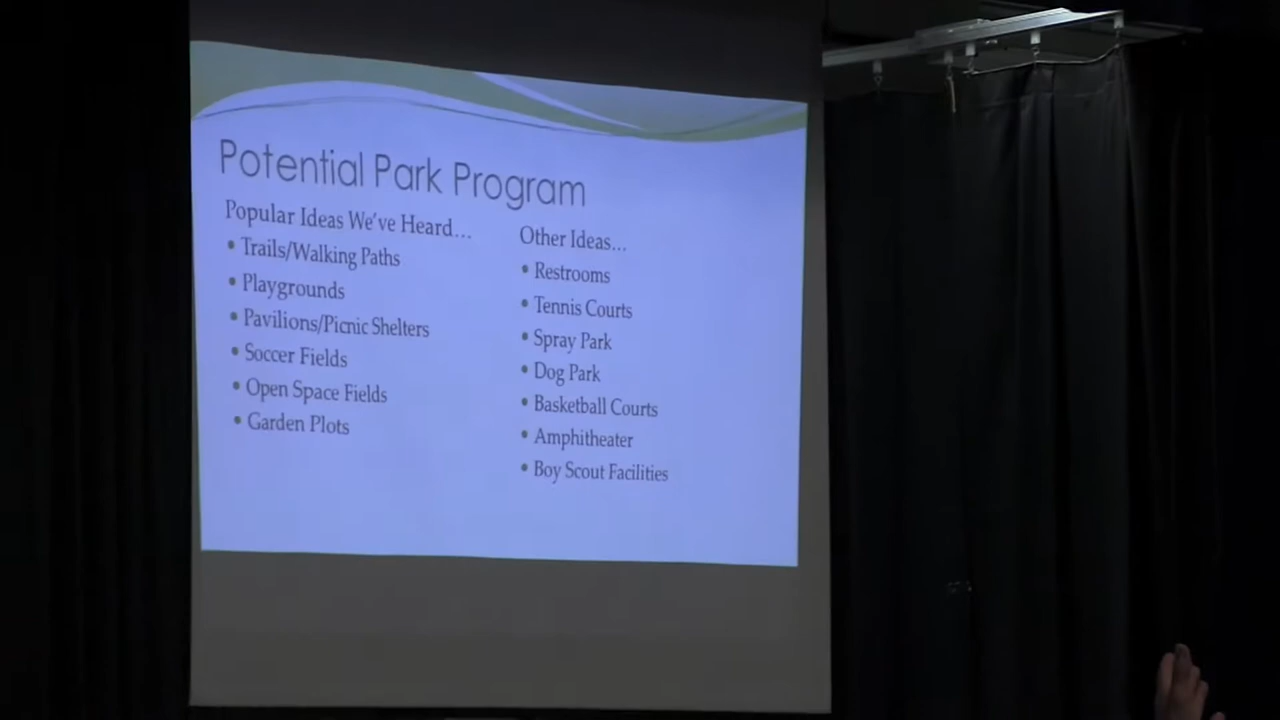 Potential Park Program
Popular Ideas We've Heard...
• Trails/Walking Paths
• Playgrounds
• Pavilions/Picnic Shelters
• Soccer Fields
• Open Space Fields
• Garden Plots
Other Ideas...
• Restrooms
• Tennis Courts
• Spray Park
• Dog Park
• Basketball Courts
• Amphitheater
• Boy Scout Facilities